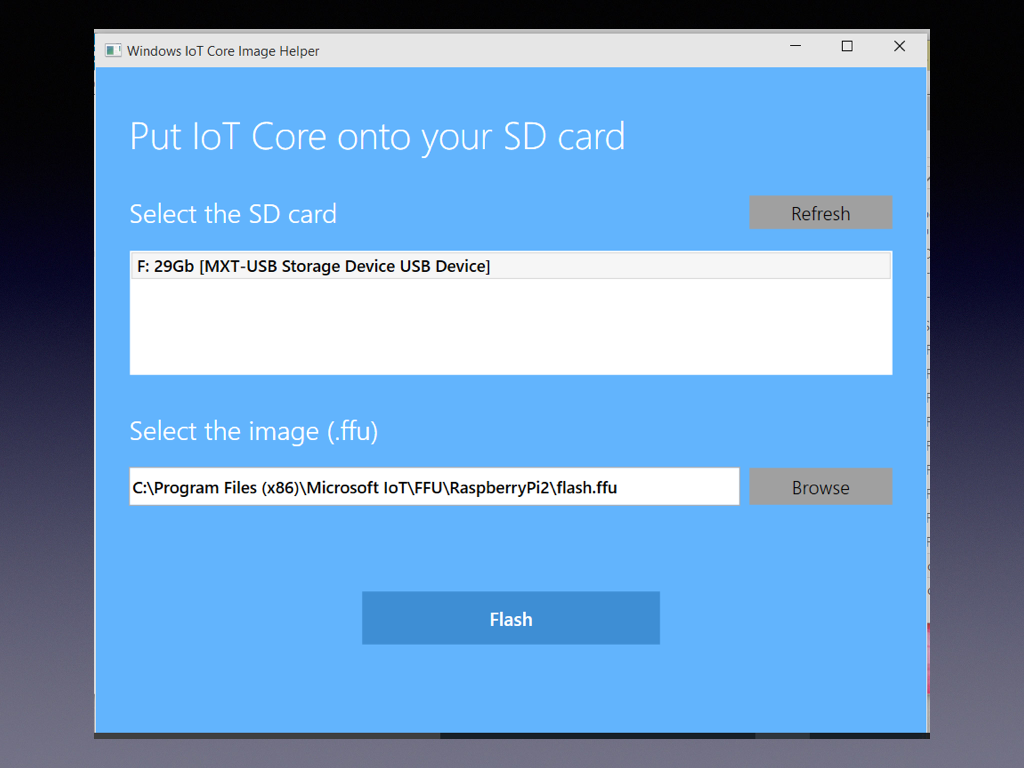 Windows IoT Core Image Helper
Put IoT Core onto your SD card
Select the SD card
Refresh
F: 29Gb [MXT-USB Storage Device USB Device]
Select the image (.ffu)
C:\Program Files (x86)\Microsoft IoT\FFU\RaspberryPi2\flash.ffu
Browse
Flash